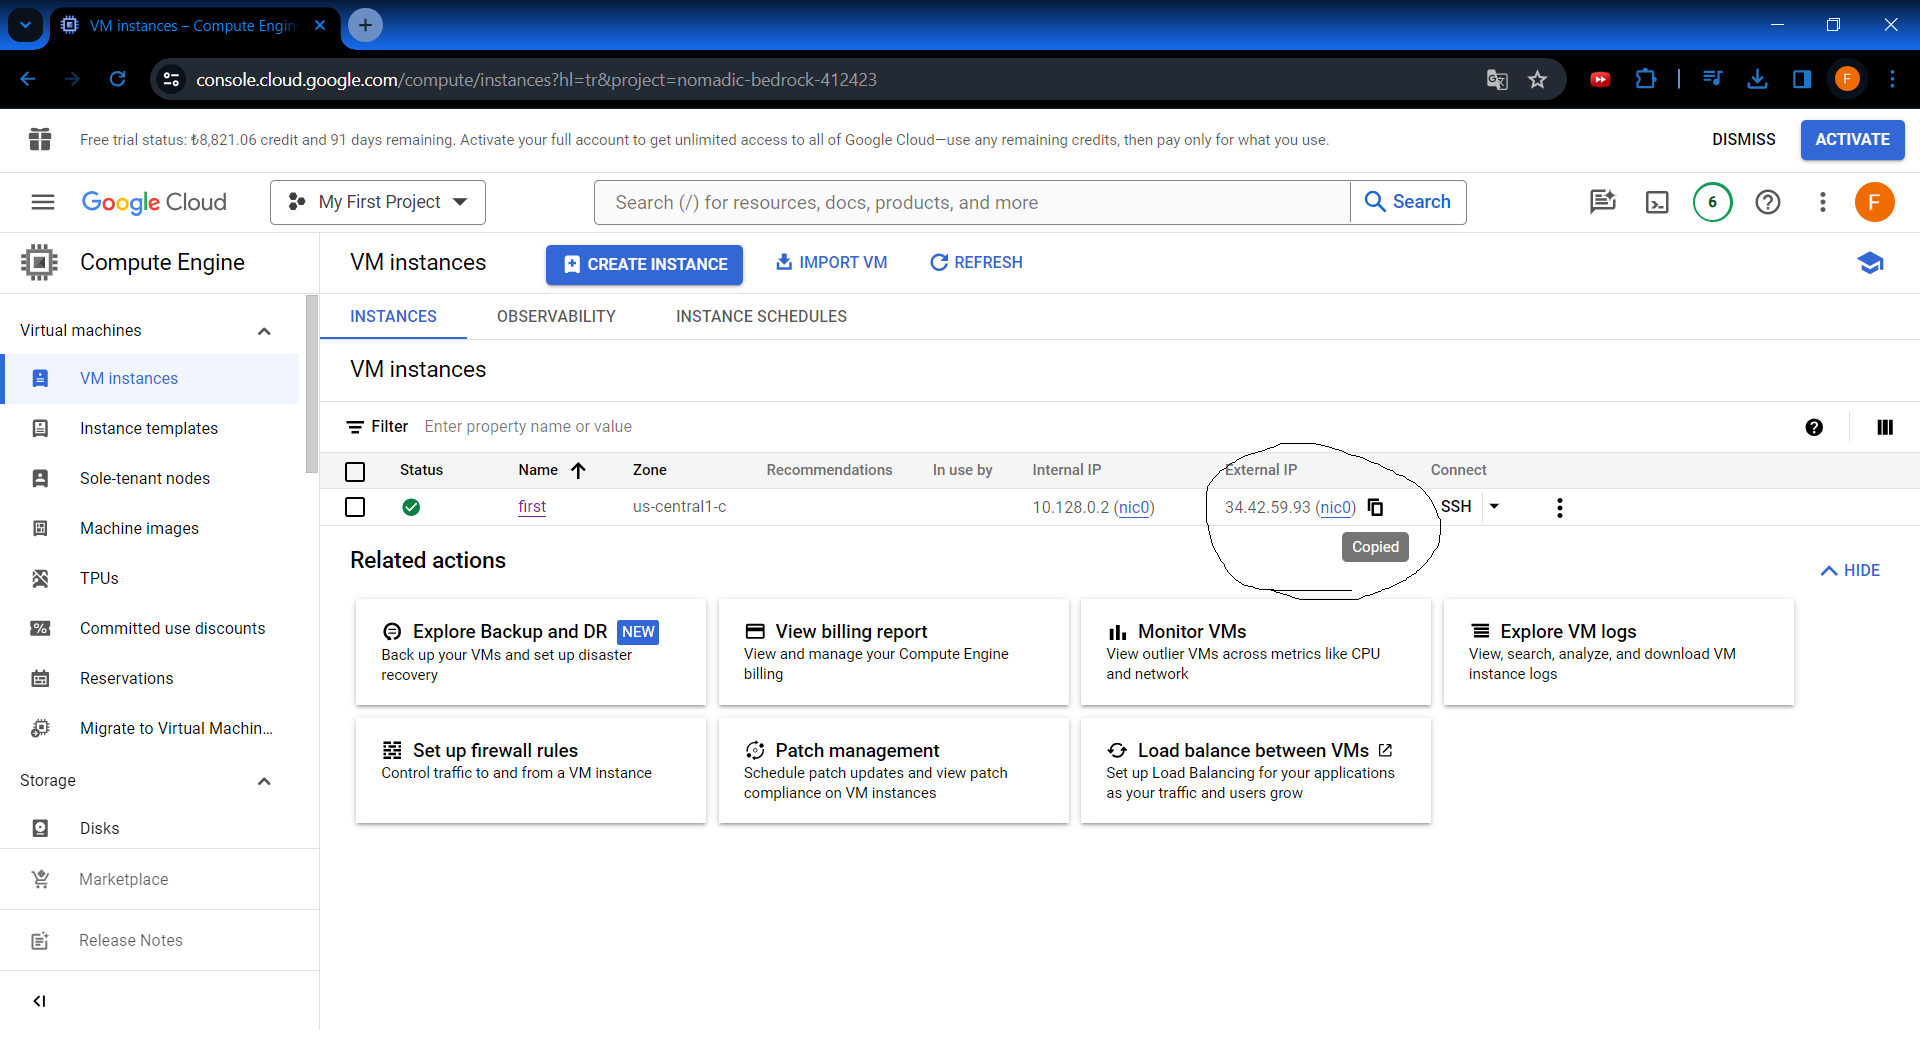 VM instances – Compute Engin
console.cloud.google.com/compute/instances?hl=tr&project=nomadic-bedrock-412423
F
Free trial status: ₺8,821.06 credit and 91 days remaining. Activate your full account to get unlimited access to all of Google Cloud—use any remaining credits, then pay only for what you use.
DISMISS
ACTIVATE
Google Cloud
My First Project
Search (/) for resources, docs, products, and more
Search
6
F
Compute Engine
VM instances
CREATE INSTANCE
IMPORT VM
REFRESH
INSTANCES
OBSERVABILITY
INSTANCE SCHEDULES
Virtual machines
VM instances
Instance templates
Sole-tenant nodes
Machine images
TPUs
Committed use discounts
Reservations
Migrate to Virtual Machin...
Storage
Disks
Marketplace
Release Notes
VM instances
Filter Enter property name or value
Status Name Zone Recommendations In use by Internal IP External IP Connect
first us-central1-c 10.128.0.2 (nic0) 34.42.59.93 (nic0) SSH
Copied
Related actions
HIDE
Explore Backup and DR NEW
Back up your VMs and set up disaster
recovery
View billing report
View and manage your Compute Engine
billing
Monitor VMs
View outlier VMs across metrics like CPU
and network
Explore VM logs
View, search, analyze, and download VM
instance logs
Set up firewall rules
Control traffic to and from a VM instance
Patch management
Schedule patch updates and view patch
compliance on VM instances
Load balance between VMs
Set up Load Balancing for your applications
as your traffic and users grow